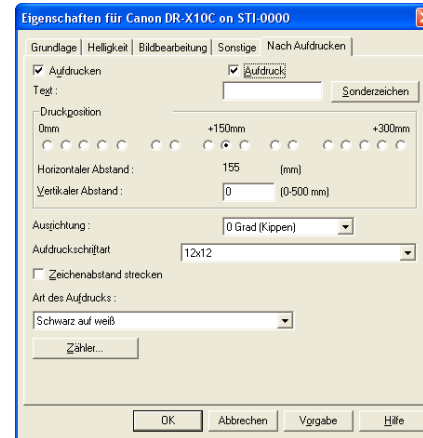 Eigenschaften für Canon DR-X10C on STI-0000
Grundlage Helligkeit Bildbearbeitung Sonstige Nach Aufdrucken
Aufdrucken Aufdruck
Text : Sonderzeichen
Druckposition
0mm +150mm +300mm
Horizontaler Abstand : 155 (mm)
Vertikaler Abstand : 0 (0-500 mm)
Ausrichtung : 0 Grad (Kippen)
Aufdruckschriftart 12x12
Zeichenabstand strecken
Art des Aufdrucks :
Schwarz auf weiß
Zähler...
OK Abbrechen Vorgabe Hilfe